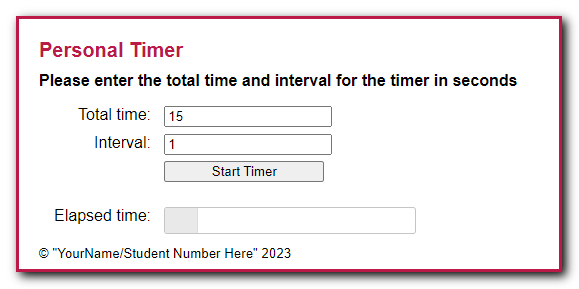 Personal Timer
Please enter the total time and interval for the timer in seconds
Total time: 15
Interval: 1
Start Timer
Elapsed time:
© "YourName/Student Number Here" 2023